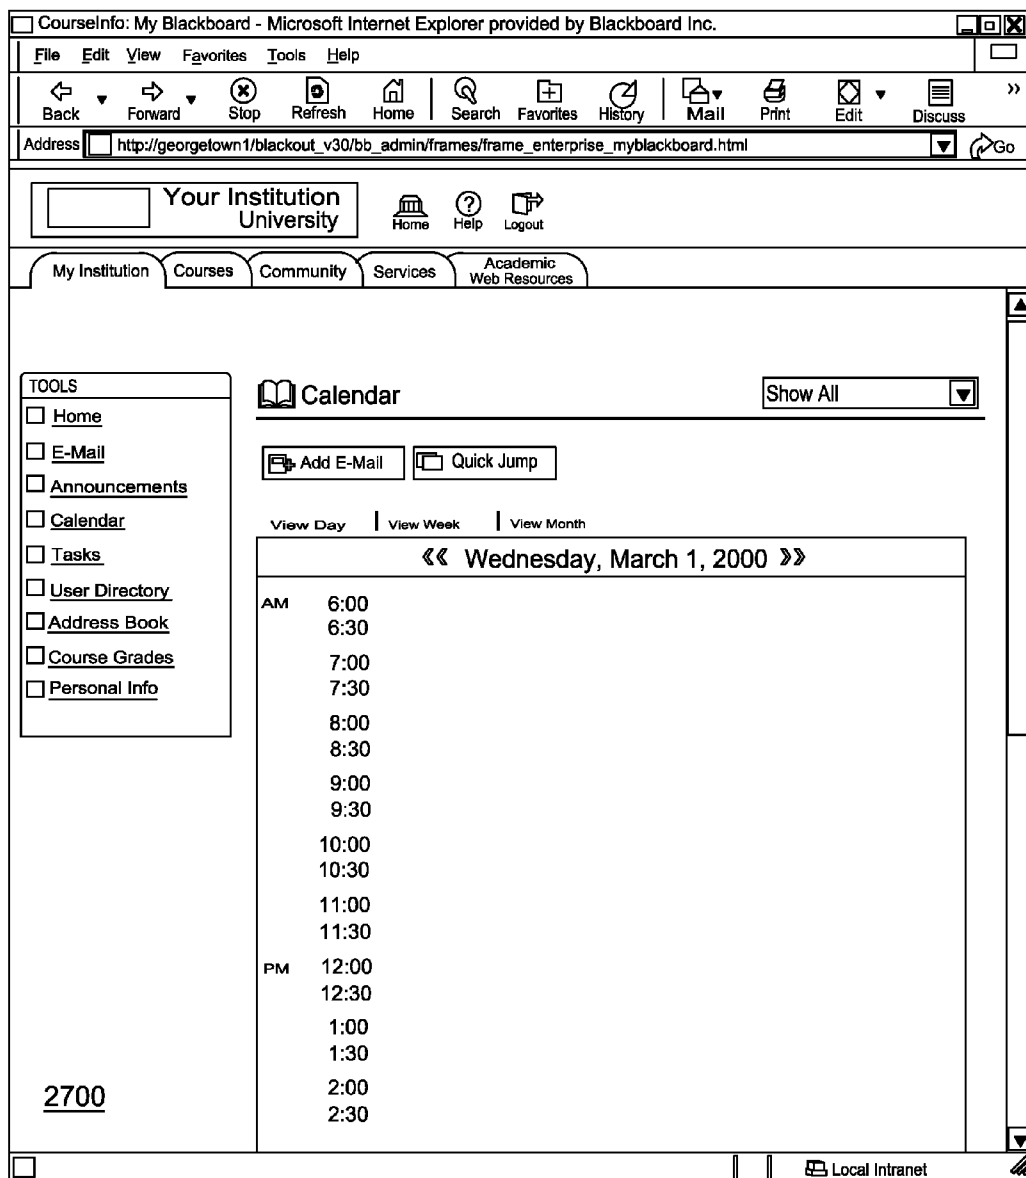 CourseInfo: My Blackboard - Microsoft Internet Explorer provided by Blackboard Inc.
File Edit View Favorites Tools Help
Back Forward Stop Refresh Home Search Favorites History Mail Print Edit Discuss »
Address http://georgetown1/blackout_v30/bb_admin/frames/frame_enterprise_myblackboard.html Go
Your Institution
University
Home Help Logout
My Institution Courses Community Services Academic
Web Resources
TOOLS
Home
E-Mail
Announcements
Calendar
Tasks
User Directory
Address Book
Course Grades
Personal Info
Calendar Show All
Add E-Mail Quick Jump
View Day | View Week | View Month
« Wednesday, March 1, 2000 »
AM 6:00
6:30
7:00
7:30
8:00
8:30
9:00
9:30
10:00
10:30
11:00
11:30
PM 12:00
12:30
1:00
1:30
2:00
2:30
2700
Local Intranet